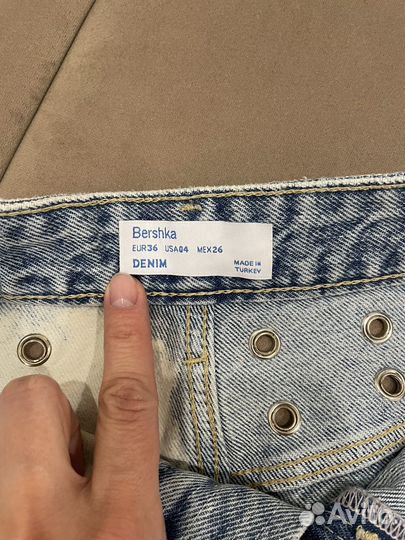 Bershka
EUR36 USA04 MEX26
DENIM
MADE IN
TURKEY
Avito